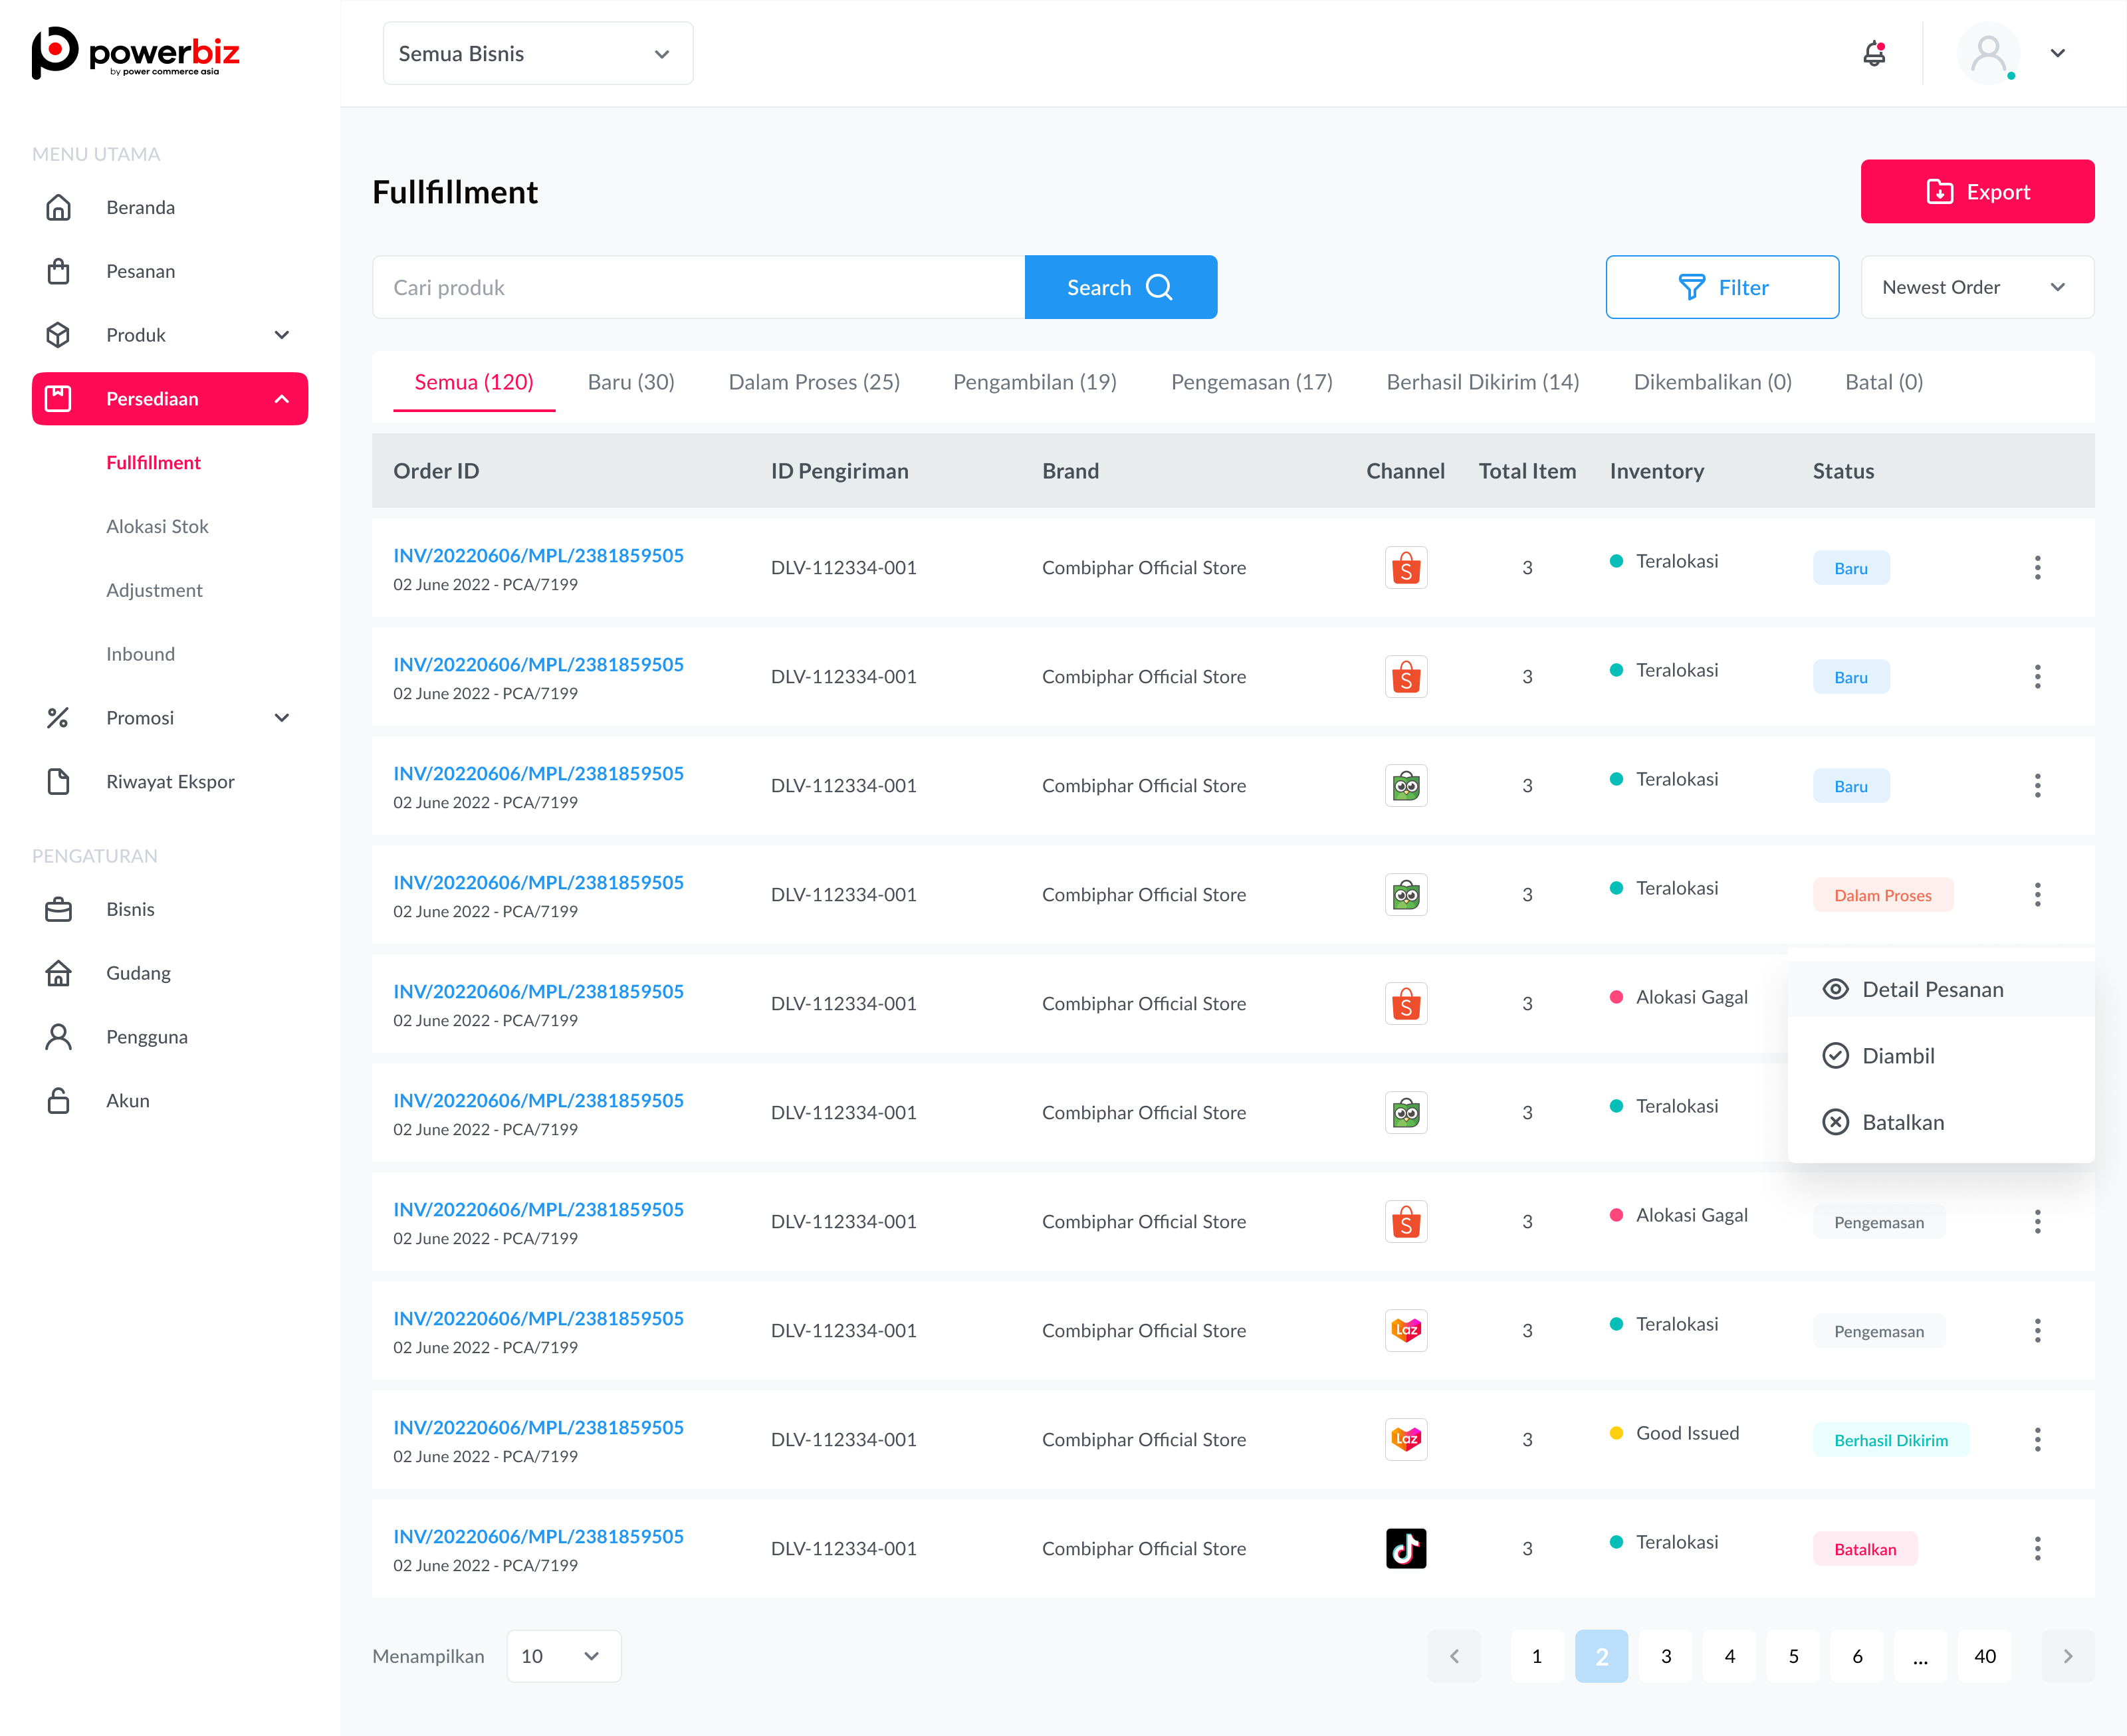 powerbiz
by power commerce asia
Semua Bisnis
MENU UTAMA
Beranda
Pesanan
Produk
Persediaan
Fullfillment
Alokasi Stok
Adjustment
Inbound
Promosi
Riwayat Ekspor
PENGATURAN
Bisnis
Gudang
Pengguna
Akun
Fullfillment
Export
Cari produk
Search
Filter
Newest Order
Semua (120) Baru (30) Dalam Proses (25) Pengambilan (19) Pengemasan (17) Berhasil Dikirim (14) Dikembalikan (0) Batal (0)
Order ID ID Pengiriman Brand Channel Total Item Inventory Status
INV/20220606/MPL/2381859505
02 June 2022 - PCA/7199
DLV-112334-001 Combiphar Official Store S 3 Teralokasi Baru
INV/20220606/MPL/2381859505
02 June 2022 - PCA/7199
DLV-112334-001 Combiphar Official Store S 3 Teralokasi Baru
INV/20220606/MPL/2381859505
02 June 2022 - PCA/7199
DLV-112334-001 Combiphar Official Store 3 Teralokasi Baru
INV/20220606/MPL/2381859505
02 June 2022 - PCA/7199
DLV-112334-001 Combiphar Official Store 3 Teralokasi Dalam Proses
INV/20220606/MPL/2381859505
02 June 2022 - PCA/7199
DLV-112334-001 Combiphar Official Store S 3 Alokasi Gagal
Detail Pesanan
Diambil
Batalkan
INV/20220606/MPL/2381859505
02 June 2022 - PCA/7199
DLV-112334-001 Combiphar Official Store 3 Teralokasi
INV/20220606/MPL/2381859505
02 June 2022 - PCA/7199
DLV-112334-001 Combiphar Official Store S 3 Alokasi Gagal Pengemasan
INV/20220606/MPL/2381859505
02 June 2022 - PCA/7199
DLV-112334-001 Combiphar Official Store Laz 3 Teralokasi Pengemasan
INV/20220606/MPL/2381859505
02 June 2022 - PCA/7199
DLV-112334-001 Combiphar Official Store Laz 3 Good Issued Berhasil Dikirim
INV/20220606/MPL/2381859505
02 June 2022 - PCA/7199
DLV-112334-001 Combiphar Official Store 3 Teralokasi Batalkan
Menampilkan 10
1 2 3 4 5 6 ... 40